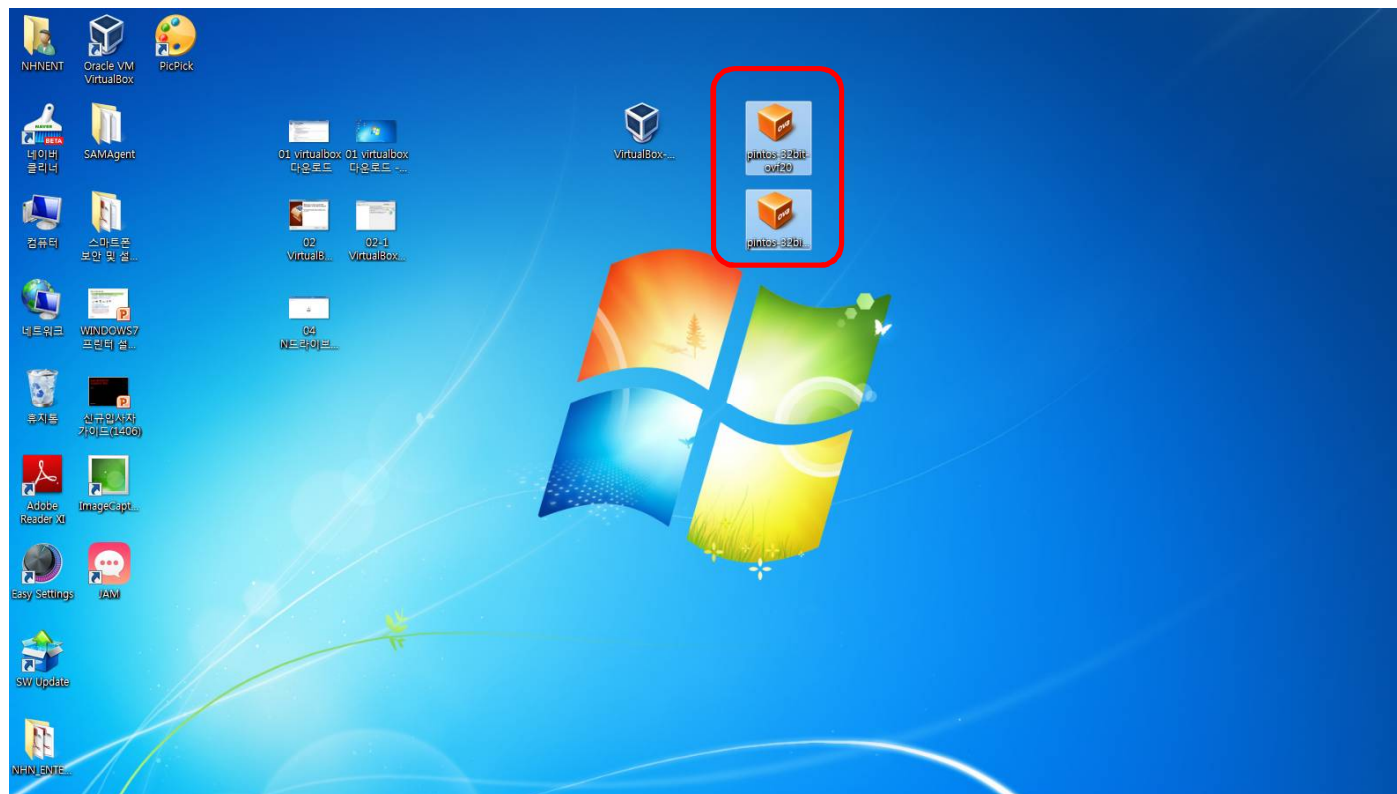 NHNENT
Oracle VM
VirtualBox
PicPick
네이버
클리너
SAMAgent
컴퓨터
스마트폰
보안 및 설...
네트워크
WINDOWS7
프린터 설...
휴지통
신규입사자
가이드(1406)
Adobe
Reader XI
ImageCapt...
Easy Settings
JAM
SW Update
NHN_ENTE...
01 virtualbox
다운로드
01 virtualbox
다운로드 -...
02
VirtualB...
02-1
VirtualBox...
04
N드라이브...
VirtualBox-...
OVA
pintos-32bit-
ovf20
OVA
pintos-32bi...